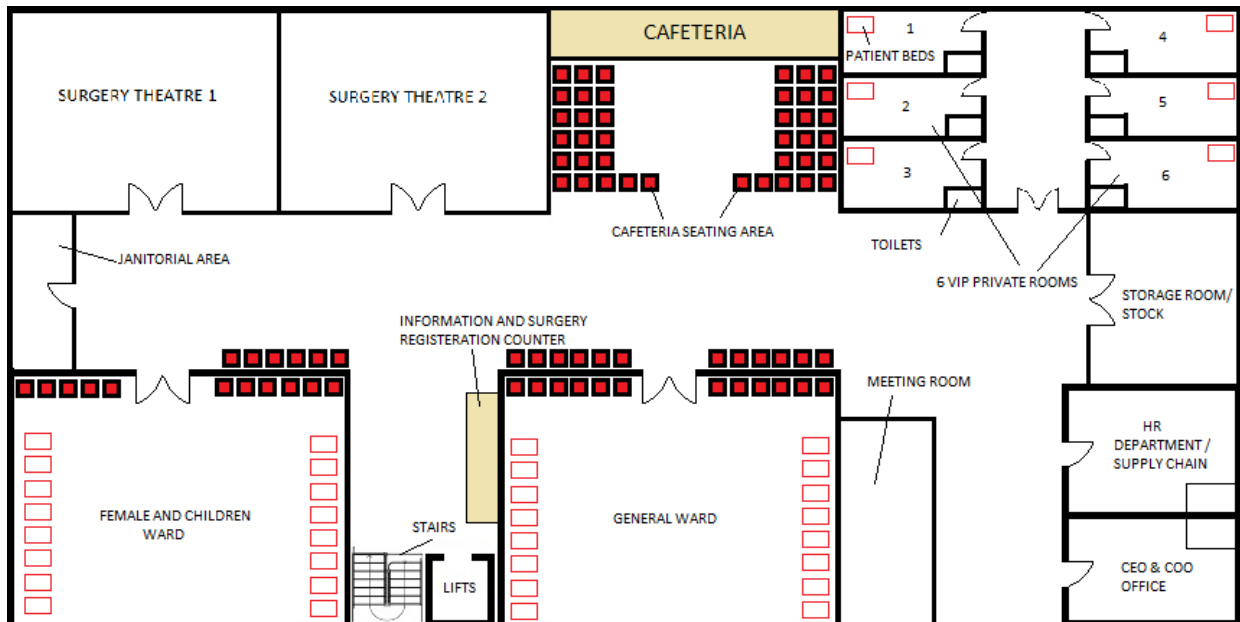 CAFETERIA
1
4
PATIENT BEDS
SURGERY THEATRE 1
SURGERY THEATRE 2
2
5
3
6
CAFETERIA SEATING AREA
TOILETS
JANITORIAL AREA
6 VIP PRIVATE ROOMS
STORAGE ROOM/
STOCK
INFORMATION AND SURGERY
REGISTERATION COUNTER
MEETING ROOM
HR
DEPARTMENT /
SUPPLY CHAIN
FEMALE AND CHILDREN
WARD
GENERAL WARD
STAIRS
LIFTS
CEO & COO
OFFICE